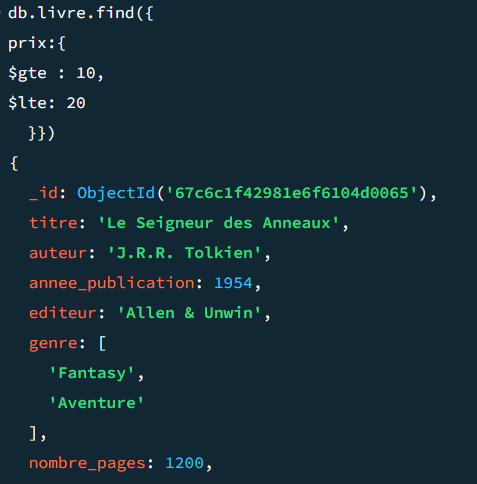 db.livre.find({
prix:{
$gte : 10,
$lte: 20
}})
{
_id: ObjectId('67c6c1f42981e6f6104d0065'),
titre: 'Le Seigneur des Anneaux',
auteur: 'J.R.R. Tolkien',
annee_publication: 1954,
editeur: 'Allen & Unwin',
genre: [
'Fantasy',
'Aventure'
],
nombre_pages: 1200,